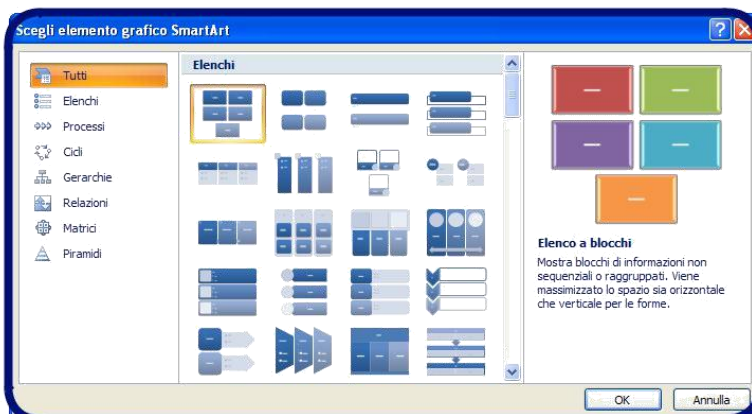 Scegli elemento grafico SmartArt
Tutti
Elenchi
Processi
Cicli
Gerarchie
Relazioni
Matrici
Piramidi
Elenchi
Elenco a blocchi
Mostra blocchi di informazioni non
sequenziali o raggruppati. Viene
massimizzato lo spazio sia orizzontale
che verticale per le forme.
OK
Annulla